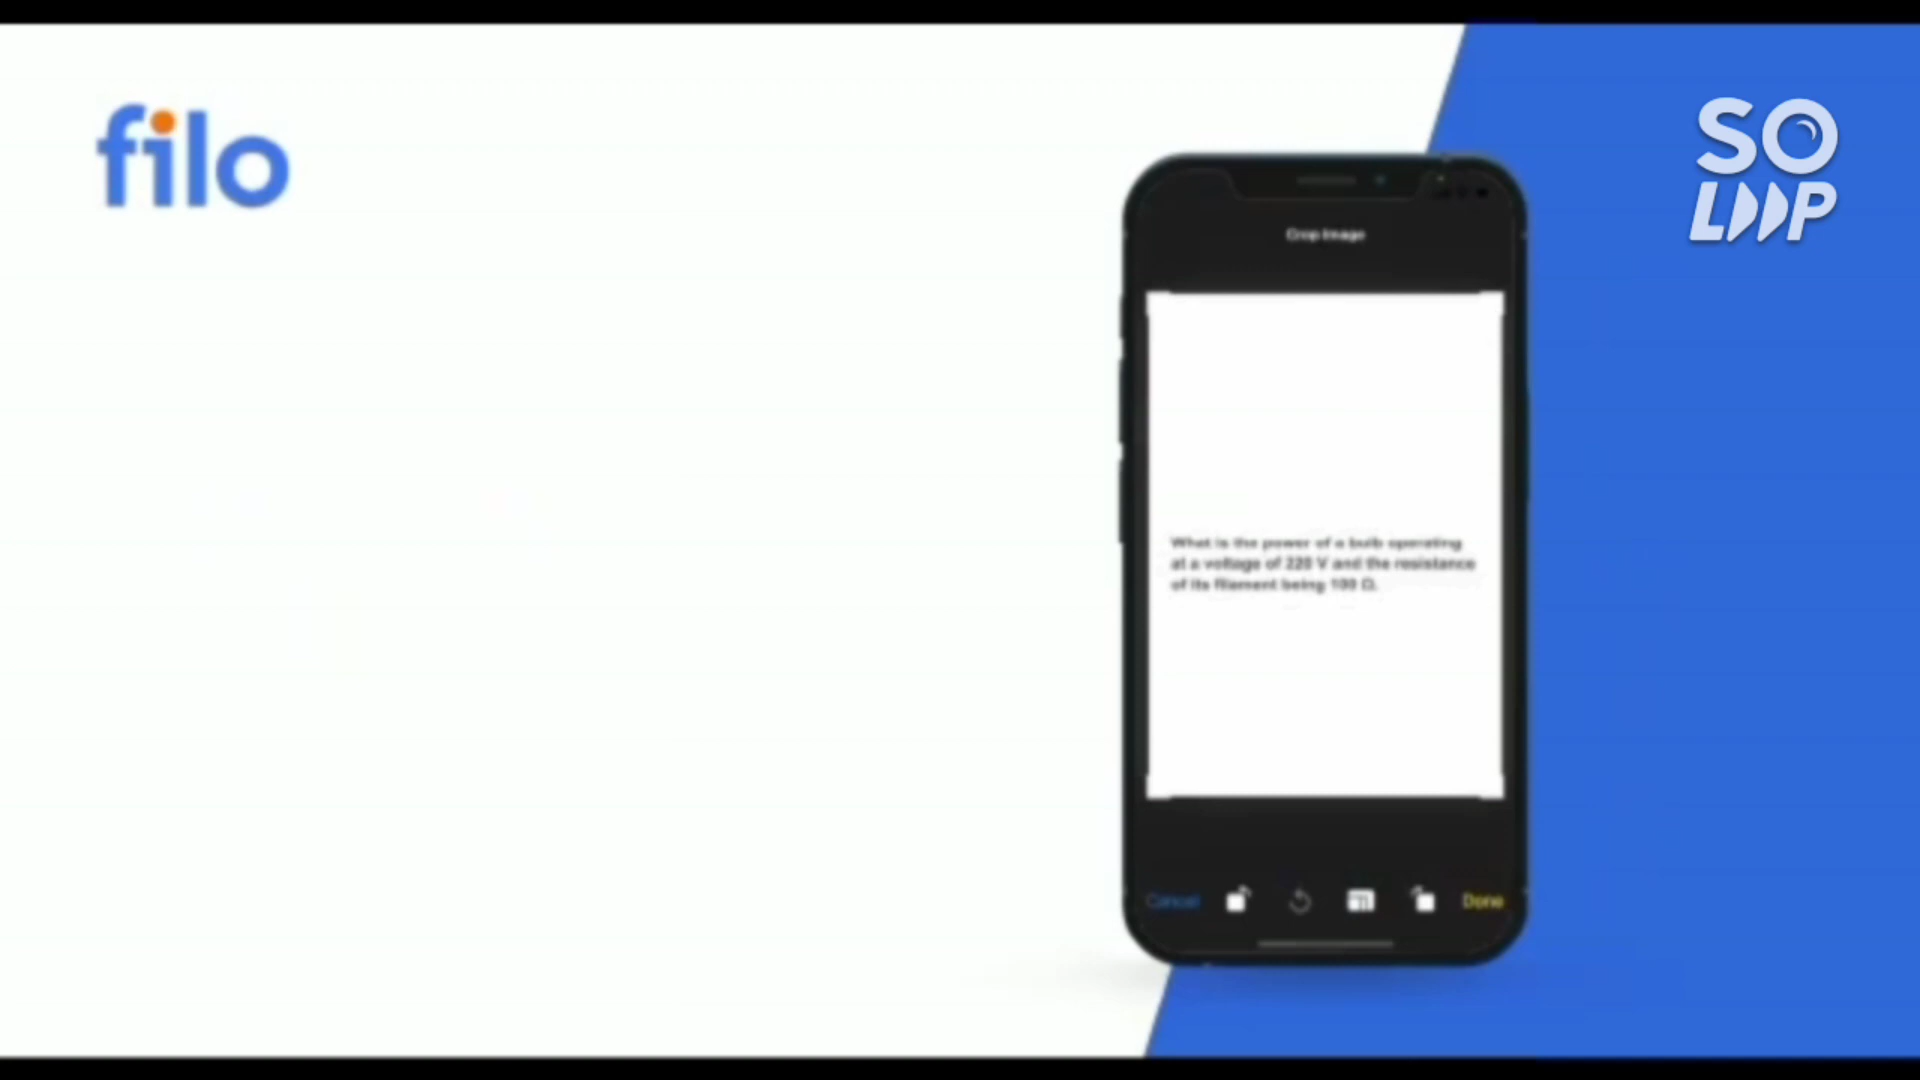 filo
SO
LOOP
Crop Image
What is the power of a bulb operating
at a voltage of 220 V and the resistance
of its filament being 100 Ω.
Cancel
Done